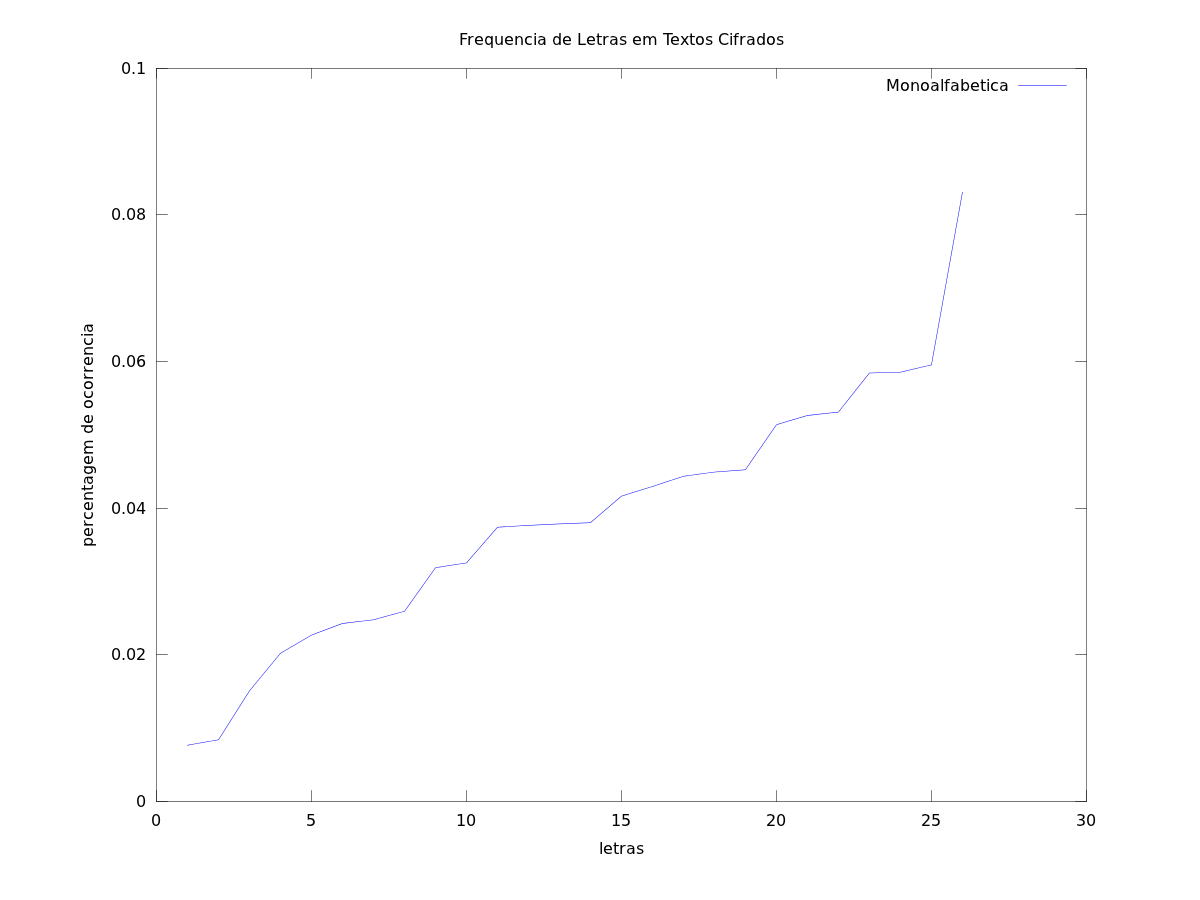 Frequencia de Letras em Textos Cifrados
0.1
Monoalfabetica
0.08
0.06
0.04
0.02
0
percentagem de ocorrencia
0 5 10 15 20 25 30
letras